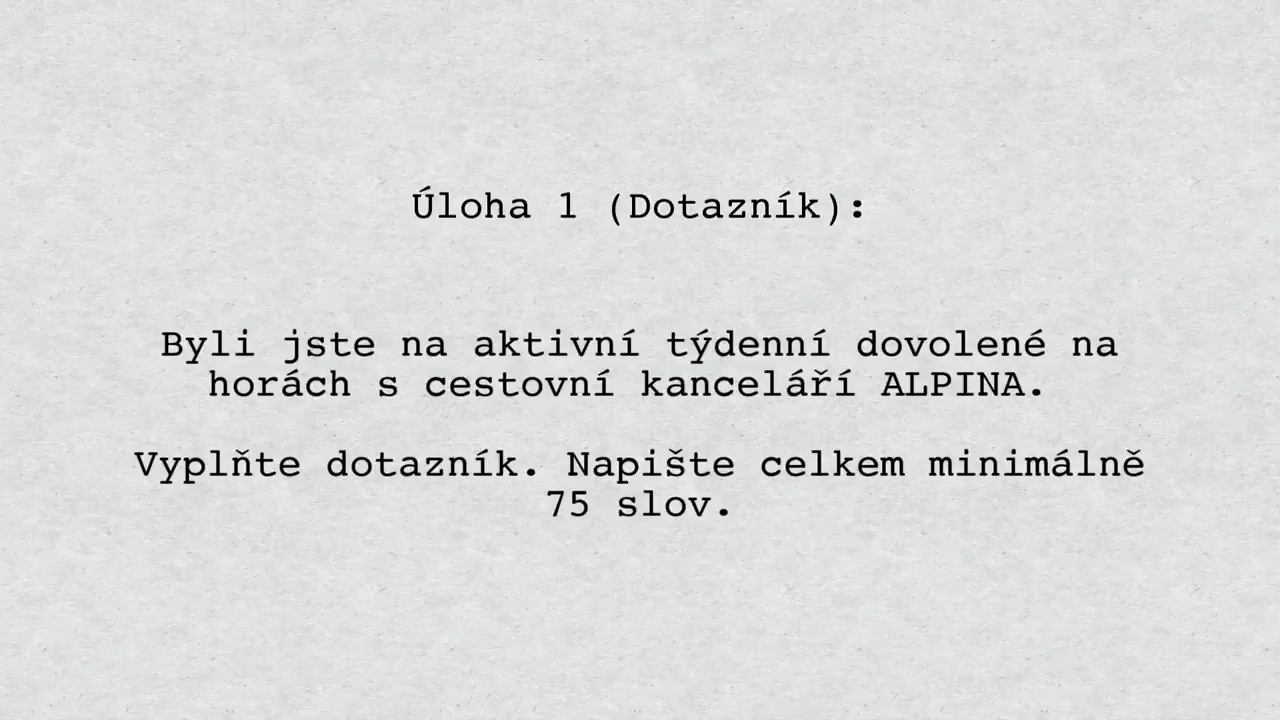 Úloha 1 (Dotazník):
Byli jste na aktivní týdenní dovolené na
horách s cestovní kanceláří ALPINA.
Vyplňte dotazník. Napište celkem minimálně
75 slov.